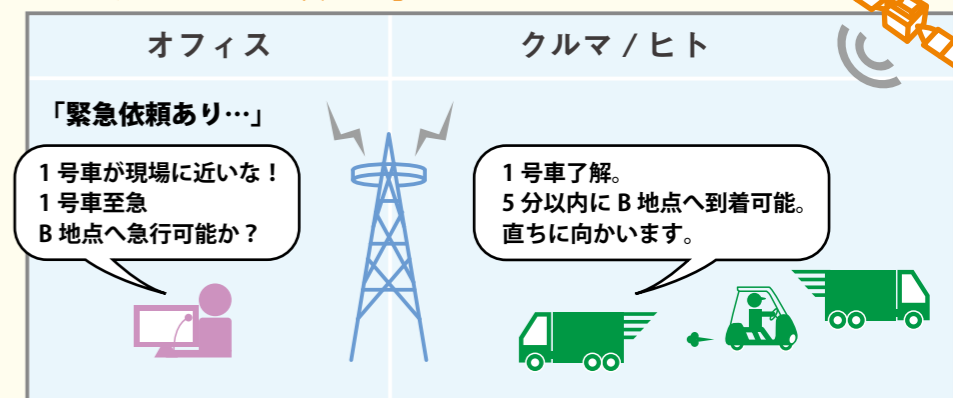 オフィス
クルマ / ヒト
「緊急依頼あり…」
1 号車が現場に近いな！
1 号車至急
B 地点へ急行可能か？
1 号車了解。
5 分以内に B 地点へ到着可能。
直ちに向かいます。